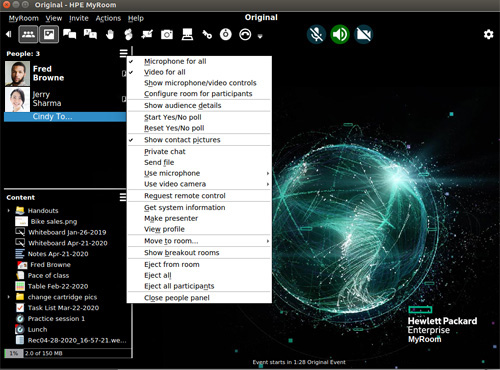 Original - HPE MyRoom
MyRoom View Invite Actions Help
Original
People: 3
Fred
Browne
Jerry
Sharma
Cindy To...
Microphone for all
Video for all
Show microphone/video controls
Configure room for participants
Show audience details
Start Yes/No poll
Reset Yes/No poll
Show contact pictures
Private chat
Send file
Use microphone
Use video camera
Request remote control
Get system information
Make presenter
View profile
Move to room...
Show breakout rooms
Eject from room
Eject all
Eject all participants
Close people panel
Content
Handouts
Bike sales.png
Whiteboard Jan-26-2019
Whiteboard Apr-21-2020
Notes Apr-21-2020
Fred Browne
Pace of class
Table Feb-22-2020
change cartridge pics
Task List Mar-22-2020
Practice session 1
Lunch
Rec04-28-2020_16-57-21.we...
1% 2.0 of 150 MB
Hewlett Packard
Enterprise
MyRoom
Event starts in 1:28 Original Event